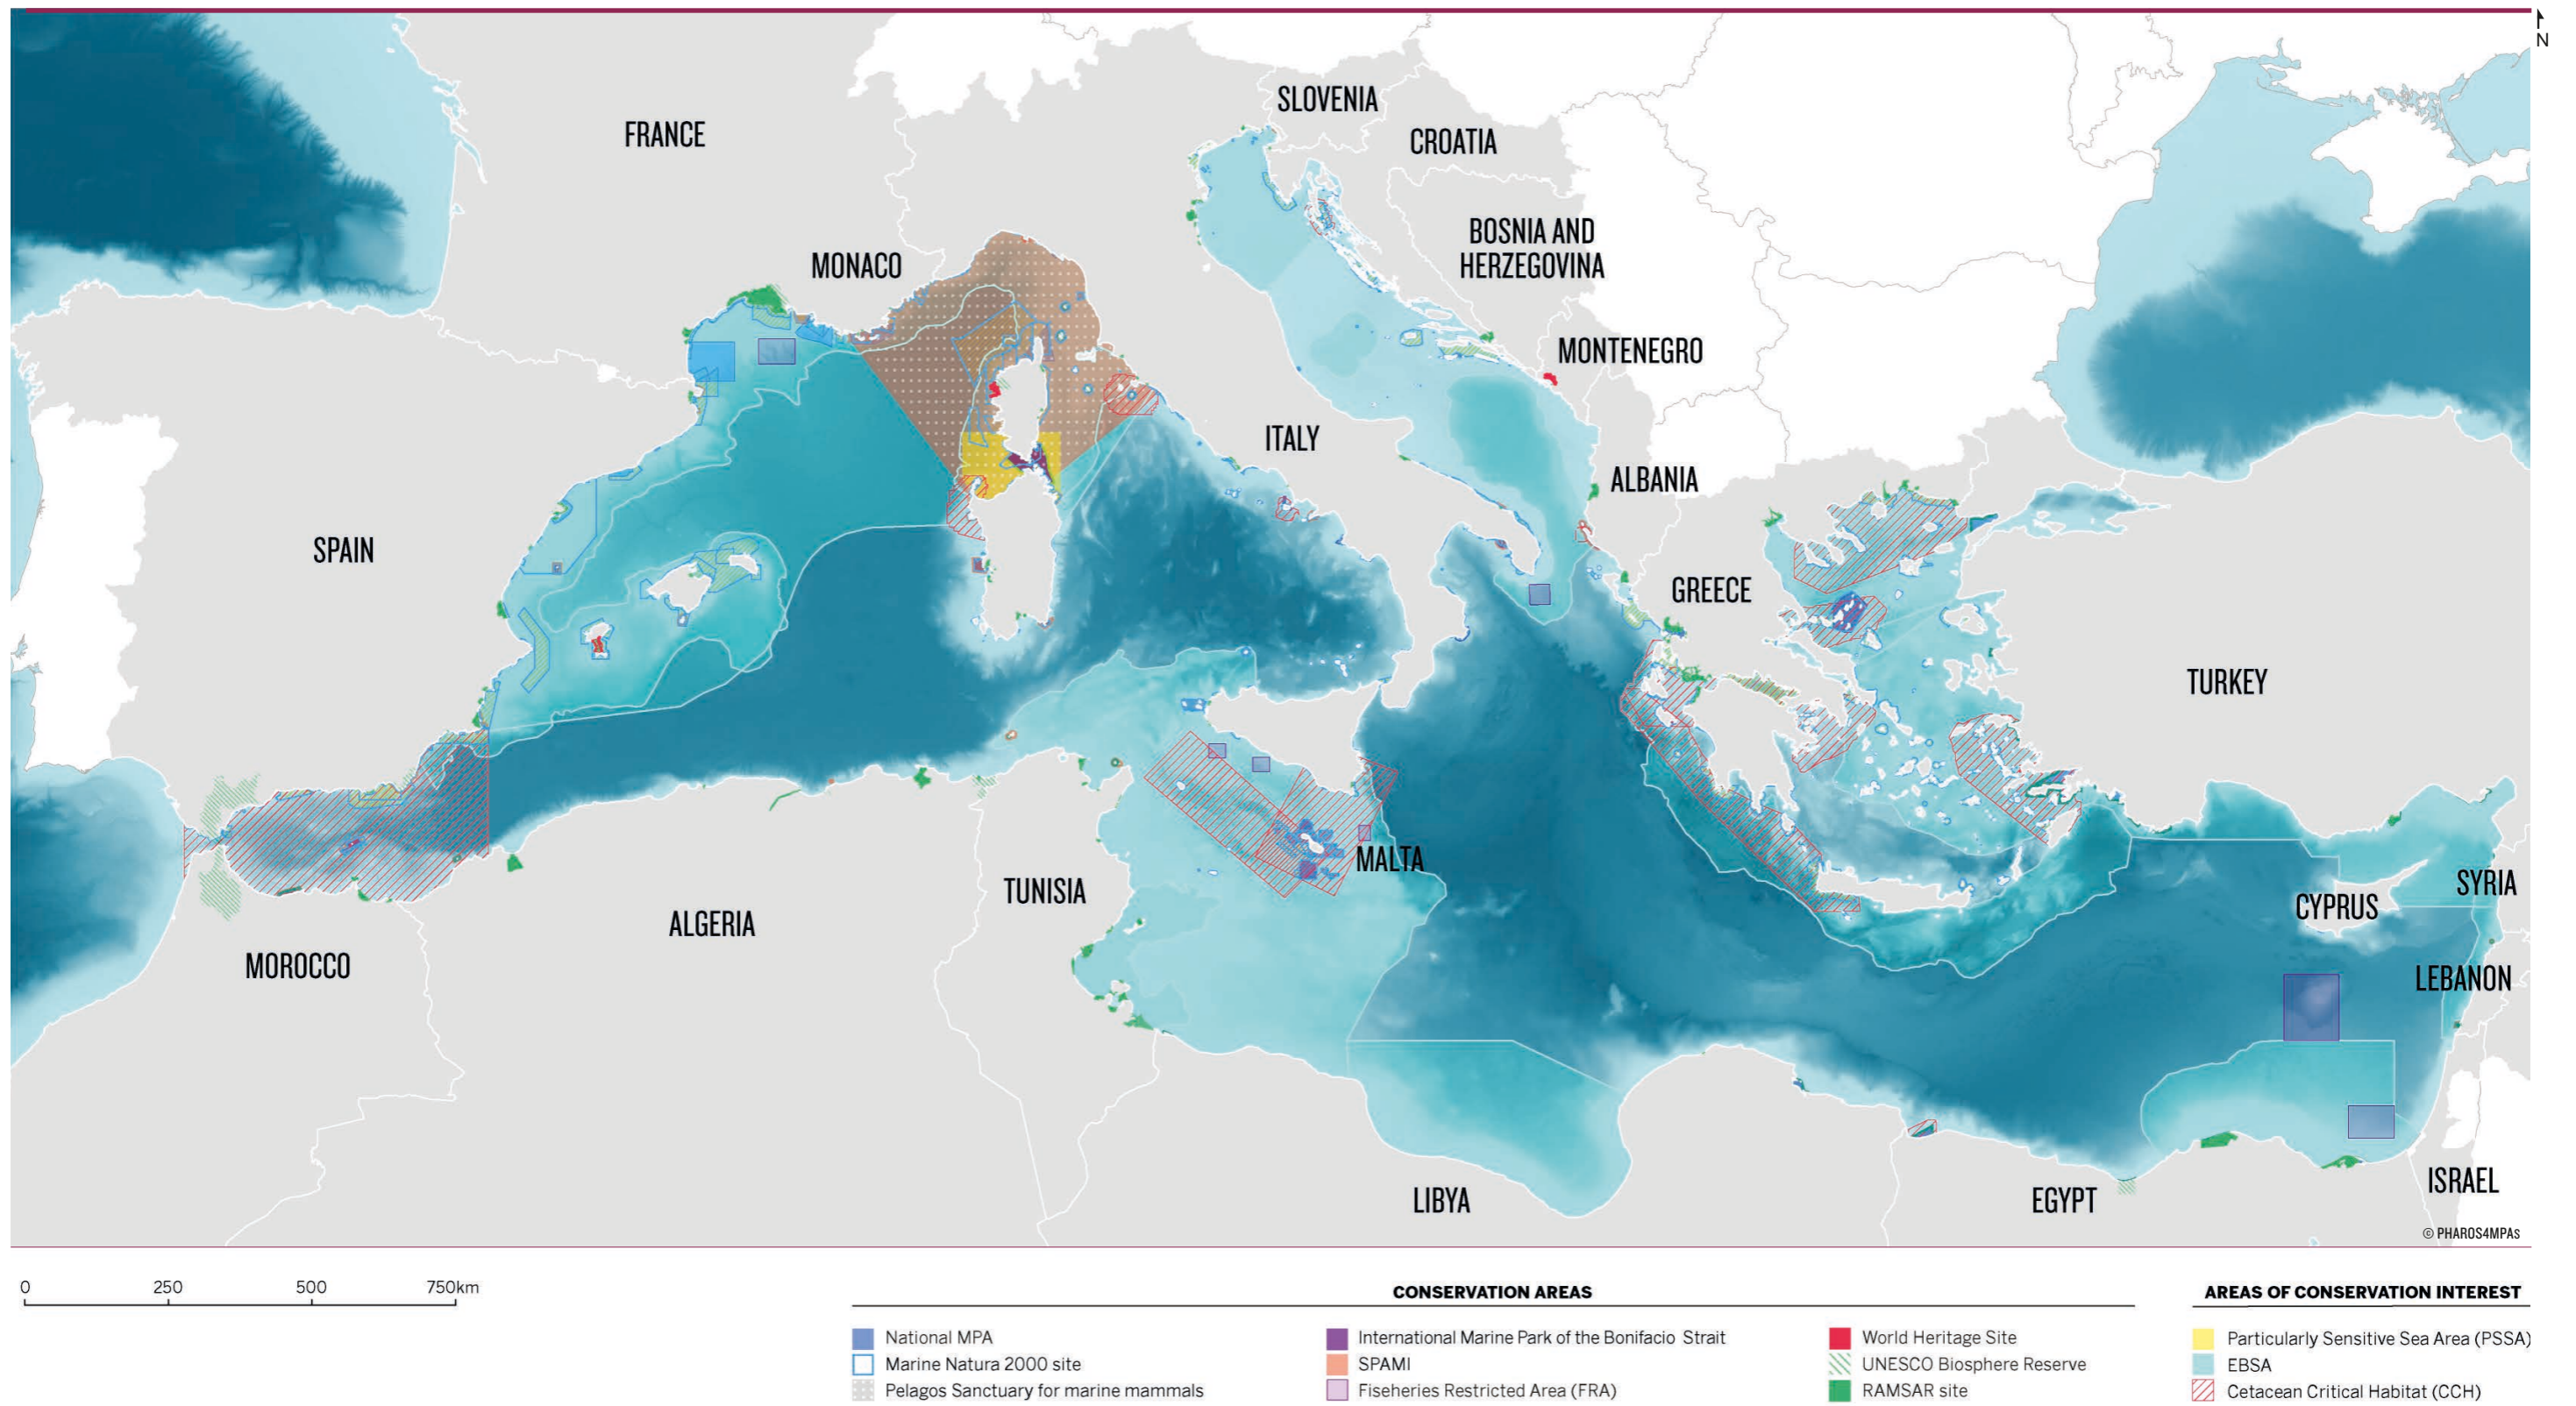 N
SLOVENIA
FRANCE
CROATIA
BOSNIA AND
HERZEGOVINA
MONACO
MONTENEGRO
ITALY
ALBANIA
SPAIN
GREECE
TURKEY
MALTA
TUNISIA
SYRIA
CYPRUS
ALGERIA
MOROCCO
LEBANON
ISRAEL
LIBYA
EGYPT
© PHAROS4MPAs
0 250 500 750km
CONSERVATION AREAS
National MPA
Marine Natura 2000 site
Pelagos Sanctuary for marine mammals
International Marine Park of the Bonifacio Strait
SPAMI
Fiseheries Restricted Area (FRA)
World Heritage Site
UNESCO Biosphere Reserve
RAMSAR site
AREAS OF CONSERVATION INTEREST
Particularly Sensitive Sea Area (PSSA)
EBSA
Cetacean Critical Habitat (CCH)